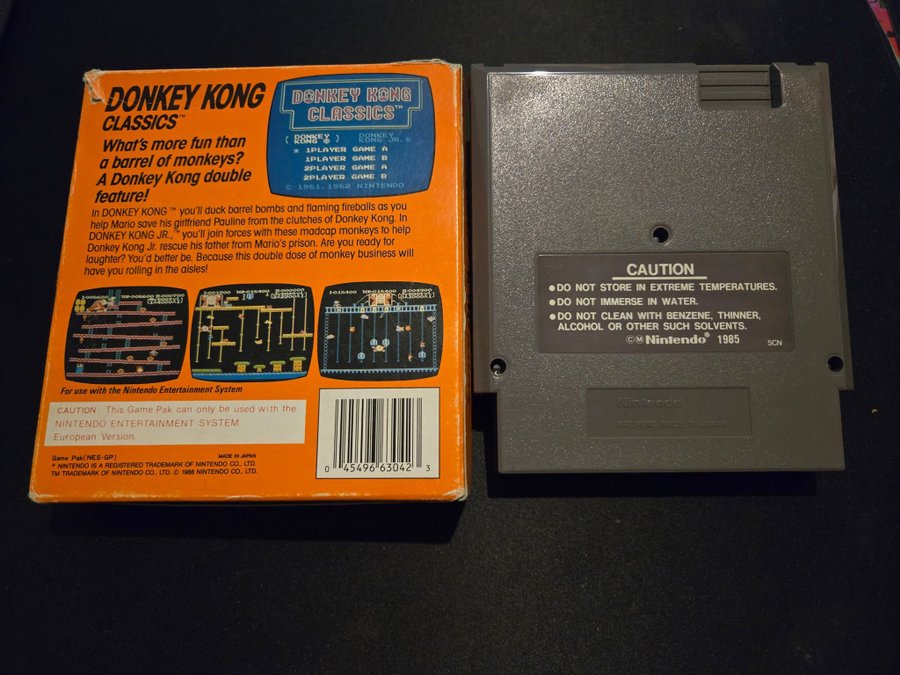 DONKEY KONG
CLASSICS™
What's more fun than
a barrel of monkeys?
A Donkey Kong double
feature!
DONKEY KONG
CLASSICS™
DONKEY
KONG ®
DONKEY
KONG JR. ®
1PLAYER GAME A
1PLAYER GAME B
2PLAYER GAME A
2PLAYER GAME B
© 1981,1982 NINTENDO
In DONKEY KONG™ you'll duck barrel bombs and flaming fireballs as you
help Mario save his girlfriend Pauline from the clutches of Donkey Kong. In
DONKEY KONG JR.,™ you'll join forces with these madcap monkeys to help
Donkey Kong Jr. rescue his father from Mario's prison. Are you ready for
laughter? You'd better be. Because this double dose of monkey business will
have you rolling in the aisles!
For use with the Nintendo Entertainment System
CAUTION: This Game Pak can only be used with the
NINTENDO ENTERTAINMENT SYSTEM
European Version.
Game Pak(NES-GP)
MADE IN JAPAN
® NINTENDO IS A REGISTERED TRADEMARK OF NINTENDO CO., LTD.
TM TRADEMARK OF NINTENDO CO., LTD. © 1988 NINTENDO CO., LTD.
0 45496 63042 3
CAUTION
●DO NOT STORE IN EXTREME TEMPERATURES.
●DO NOT IMMERSE IN WATER.
●DO NOT CLEAN WITH BENZENE, THINNER,
ALCOHOL OR OTHER SUCH SOLVENTS.
©Ⓜ Nintendo® 1985
SCN
Nintendo